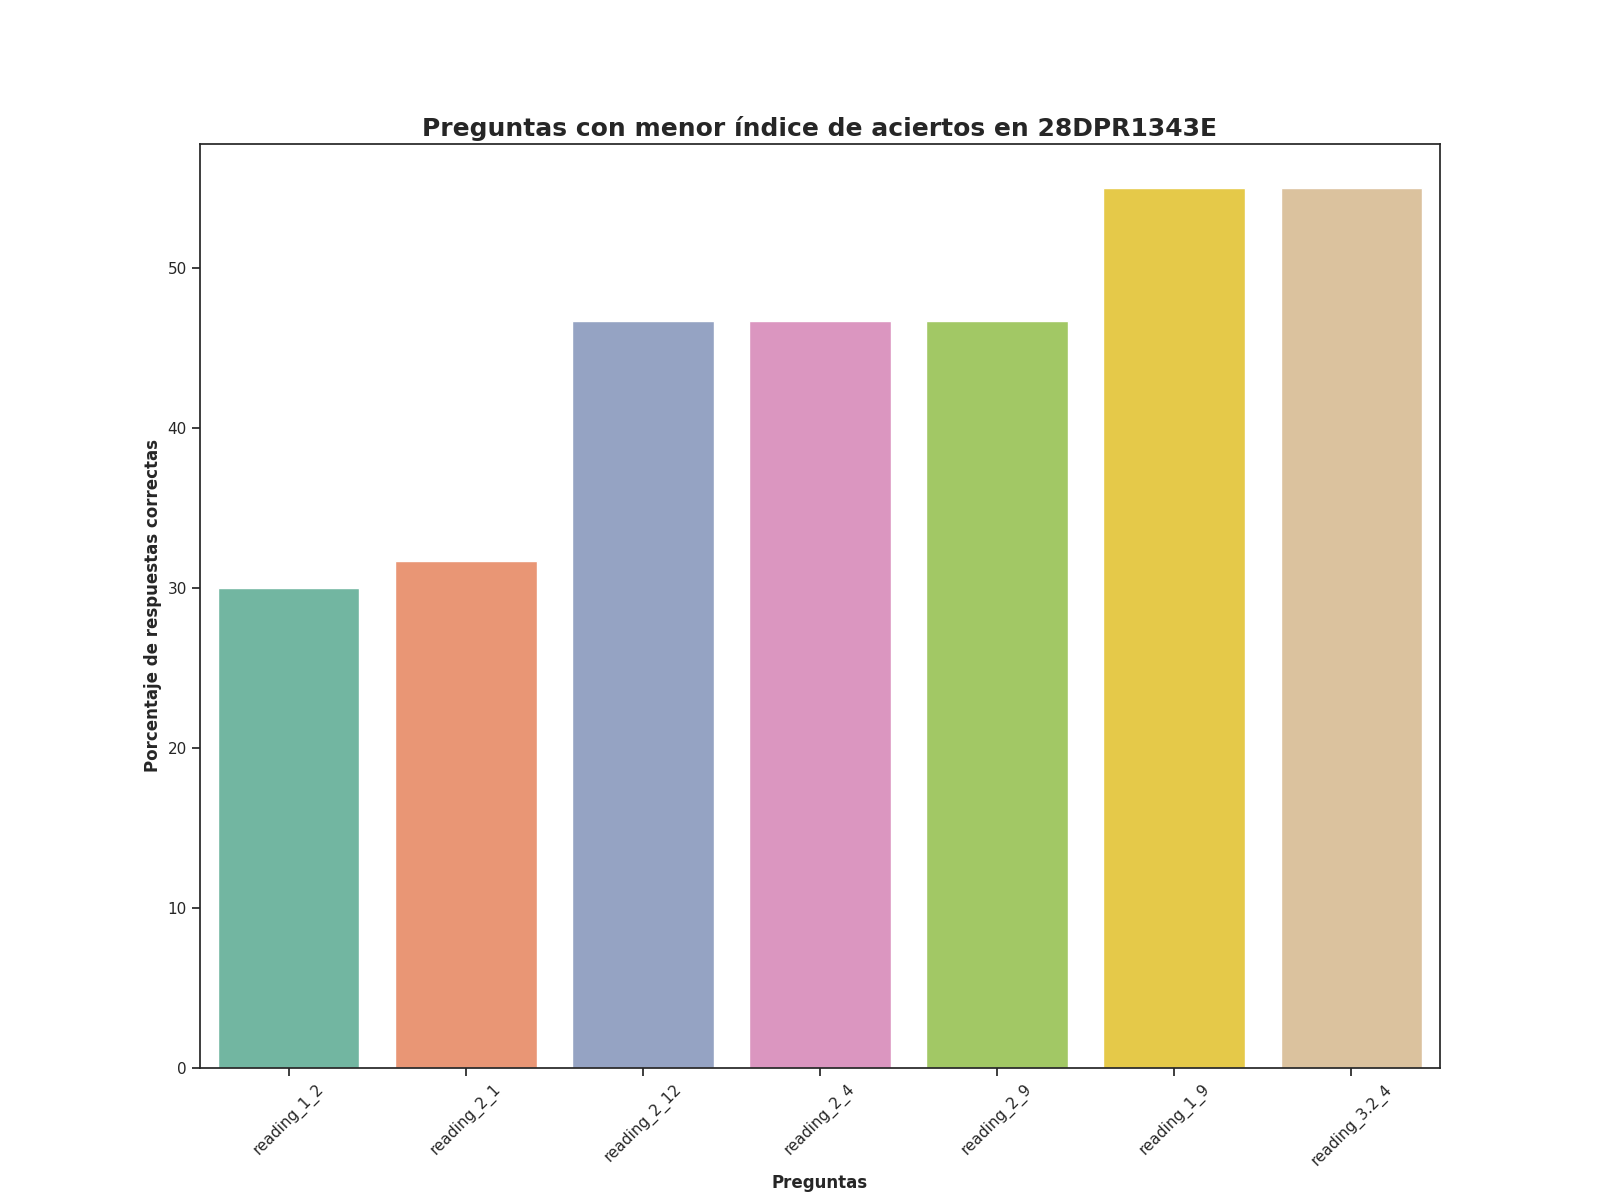 Preguntas con menor índice de aciertos en 28DPR1343E
Porcentaje de respuestas correctas
50
40
30
20
10
0
reading_1_2
reading_2_1
reading_2_12
reading_2_4
reading_2_9
reading_1_9
reading_3.2_4
Preguntas